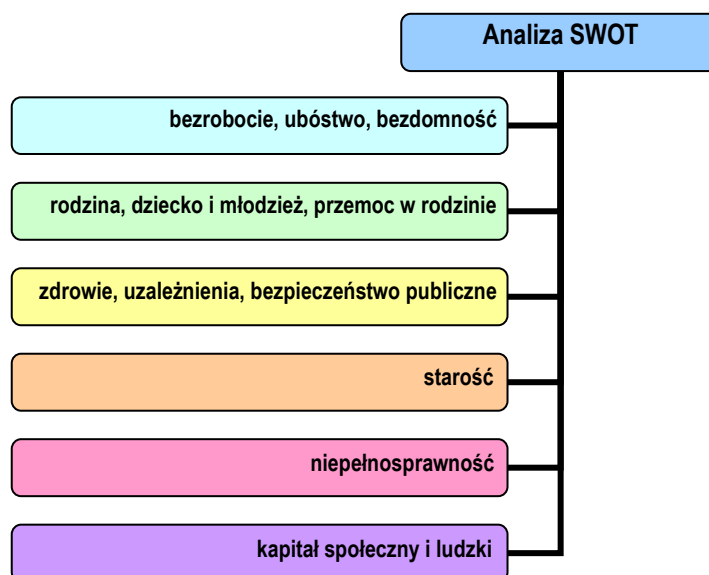 Analiza SWOT
bezrobocie, ubóstwo, bezdomność
rodzina, dziecko i młodzież, przemoc w rodzinie
zdrowie, uzależnienia, bezpieczeństwo publiczne
starość
niepełnosprawność
kapitał społeczny i ludzki